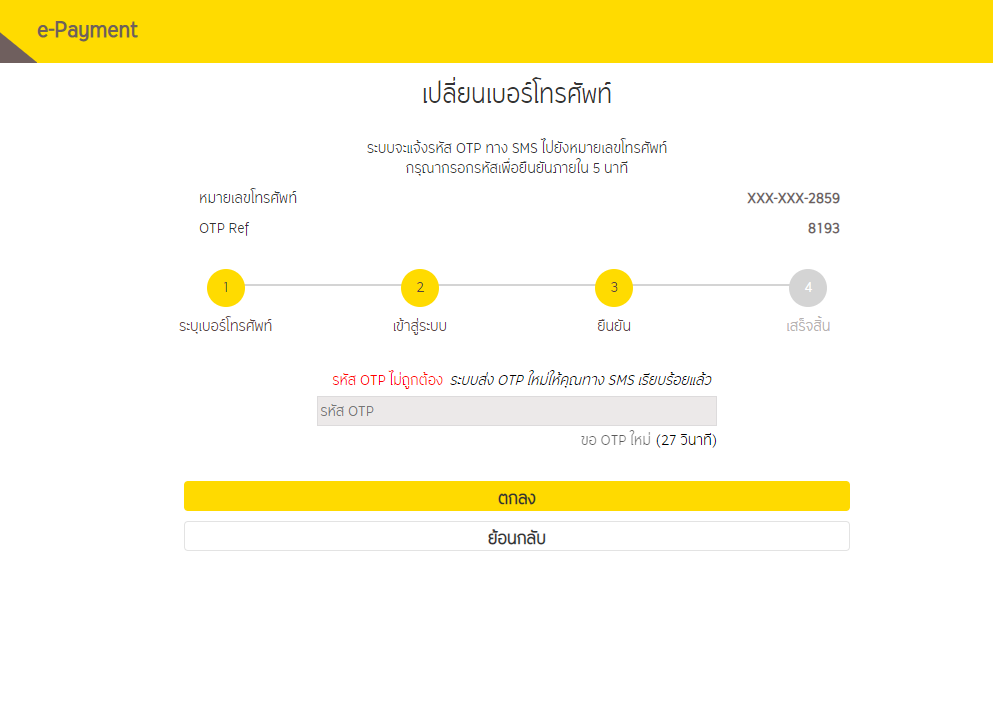 e-Payment
เปลี่ยนเบอร์โทรศัพท์
ระบบจะแจ้งรหัส OTP ทาง SMS ไปยังหมายเลขโทรศัพท์
กรุณากรอกรหัสเพื่อยืนยันภายใน 5 นาที
หมายเลขโทรศัพท์ XXX-XXX-2859
OTP Ref 8193
1 2 3 4
ระบุเบอร์โทรศัพท์ เข้าสู่ระบบ ยืนยัน เสร็จสิ้น
รหัส OTP ไม่ถูกต้อง ระบบส่ง OTP ใหม่ให้คุณทาง SMS เรียบร้อยแล้ว
รหัส OTP
ขอ OTP ใหม่ (27 วินาที)
ตกลง
ย้อนกลับ